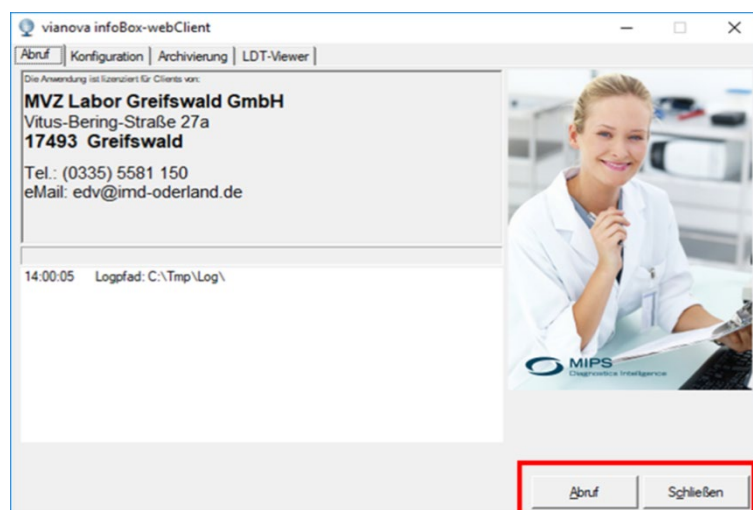 vianova infoBox-webClient
Abruf Konfiguration Archivierung LDT-Viewer
Die Anwendung ist lizenziert für Clients von:
MVZ Labor Greifswald GmbH
Vitus-Bering-Straße 27a
17493 Greifswald
Tel.: (0335) 5581 150
eMail: edv@imd-oderland.de
14:00:05 Logpfad: C:\Tmp\Log\
MIPS
Diagnostics Intelligence
Abruf Schließen